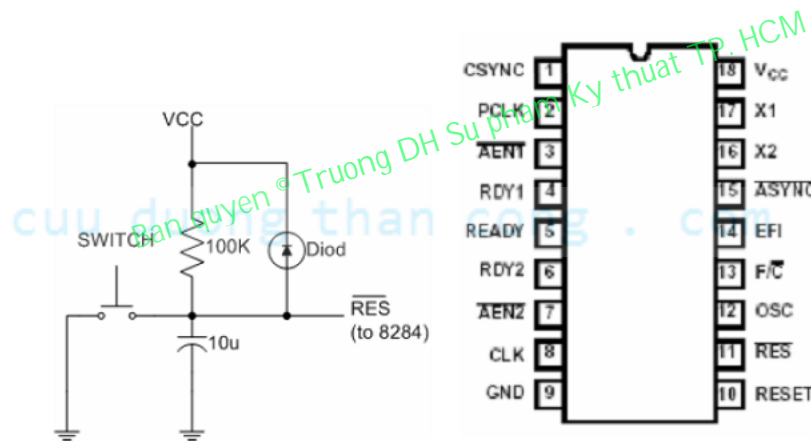 Ban quyen © Truong DH Su pham Ky thuat TP. HCM
cuu duong than cong . com
VCC
SWITCH
100K
Diod
RES
(to 8284)
10u
CSYNC 1
18 VCC
PCLK 2
17 X1
AEN1 3
16 X2
RDY1 4
15 ASYNC
READY 5
14 EFI
RDY2 6
13 F/C
AEN2 7
12 OSC
CLK 8
11 RES
GND 9
10 RESET